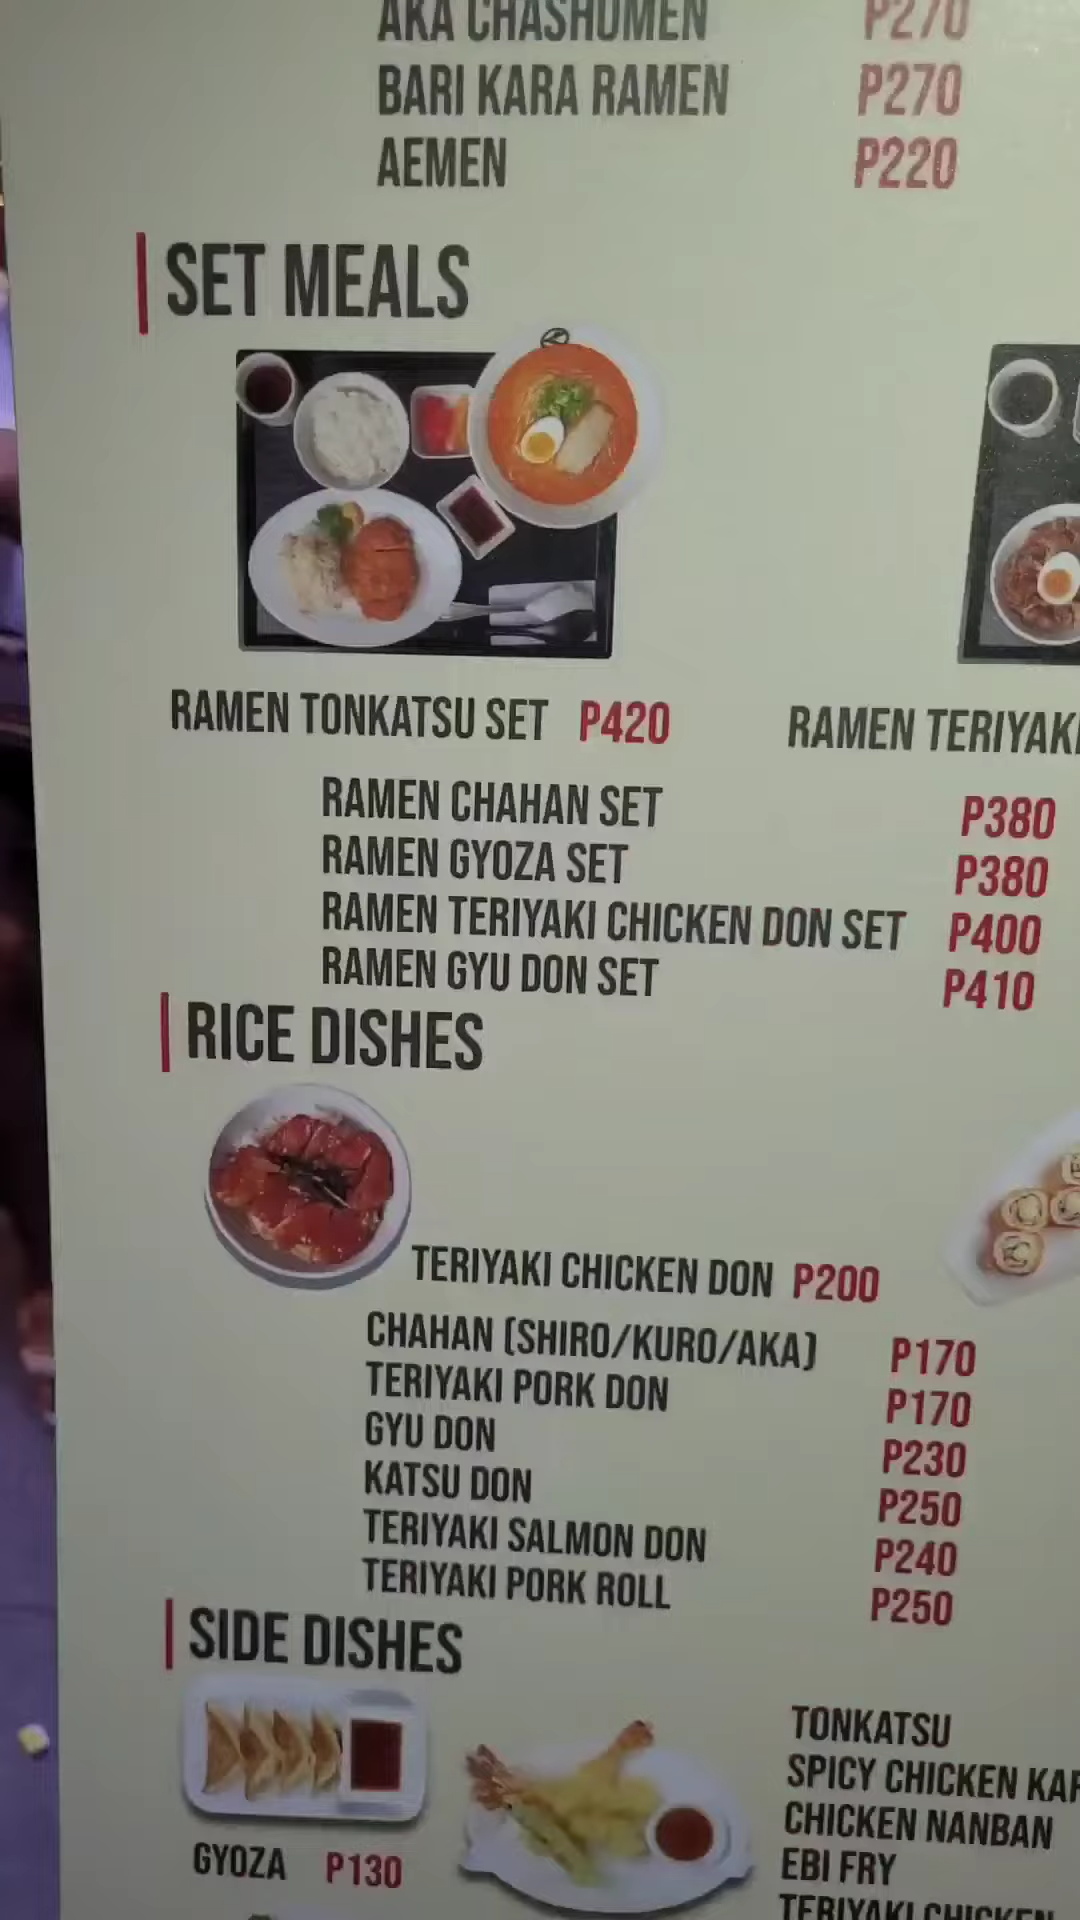 AKA CHASHUMEN P270
BARI KARA RAMEN P270
AEMEN P220
SET MEALS
RAMEN TONKATSU SET P420
RAMEN TERIYAKI
RAMEN CHAHAN SET P380
RAMEN GYOZA SET P380
RAMEN TERIYAKI CHICKEN DON SET P400
RAMEN GYU DON SET P410
RICE DISHES
TERIYAKI CHICKEN DON P200
CHAHAN (SHIRO/KURO/AKA) P170
TERIYAKI PORK DON P170
GYU DON P230
KATSU DON P250
TERIYAKI SALMON DON P240
TERIYAKI PORK ROLL P250
SIDE DISHES
GYOZA P130
TONKATSU
SPICY CHICKEN
CHICKEN NANBAN
EBI FRY
TERIYAKI CHICKEN